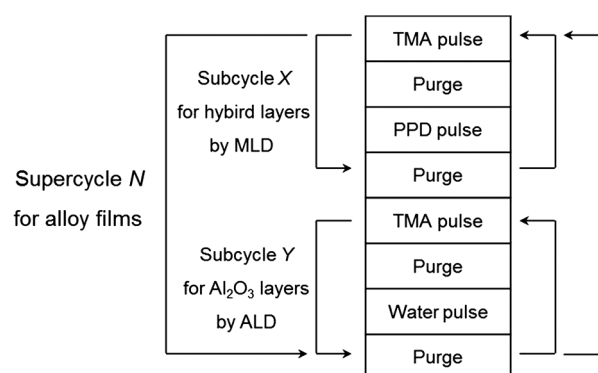 Supercycle N
for alloy films
Subcycle X
for hybird layers
by MLD
Subcycle Y
for Al₂O₃ layers
by ALD
TMA pulse
Purge
PPD pulse
Purge
TMA pulse
Purge
Water pulse
Purge